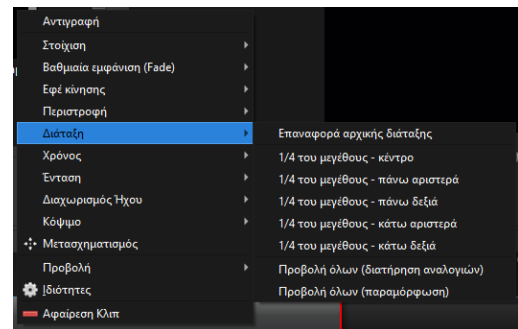 Αντιγραφή
Στοίχιση
Βαθμιαία εμφάνιση (Fade)
Εφέ κίνησης
Περιστροφή
Διάταξη
Χρόνος
Ένταση
Διαχωρισμός Ήχου
Κόψιμο
Μετασχηματισμός
Προβολή
Ιδιότητες
Αφαίρεση Κλιπ
Επαναφορά αρχικής διάταξης
1/4 του μεγέθους - κέντρο
1/4 του μεγέθους - πάνω αριστερά
1/4 του μεγέθους - πάνω δεξιά
1/4 του μεγέθους - κάτω αριστερά
1/4 του μεγέθους - κάτω δεξιά
Προβολή όλων (διατήρηση αναλογιών)
Προβολή όλων (παραμόρφωση)